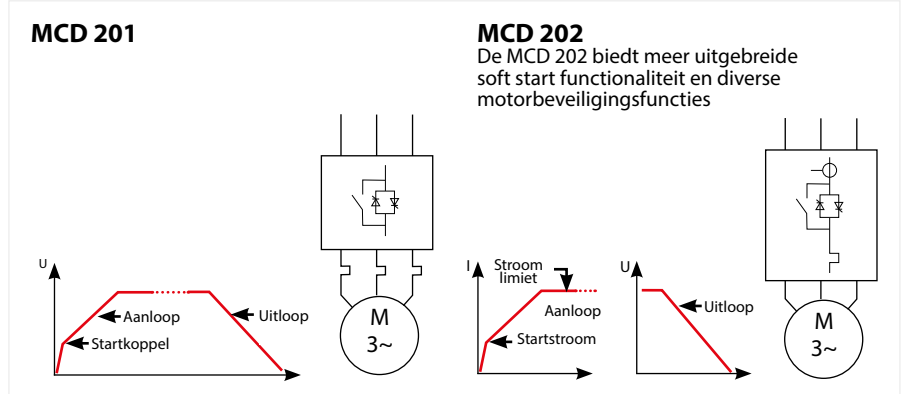 MCD 201
U
Aanloop
Startkoppel
Uitloop
M
3~
MCD 202
De MCD 202 biedt meer uitgebreide
soft start functionaliteit en diverse
motorbeveiligingsfuncties
I
Stroom
limiet
Aanloop
Startstroom
U
Uitloop
M
3~